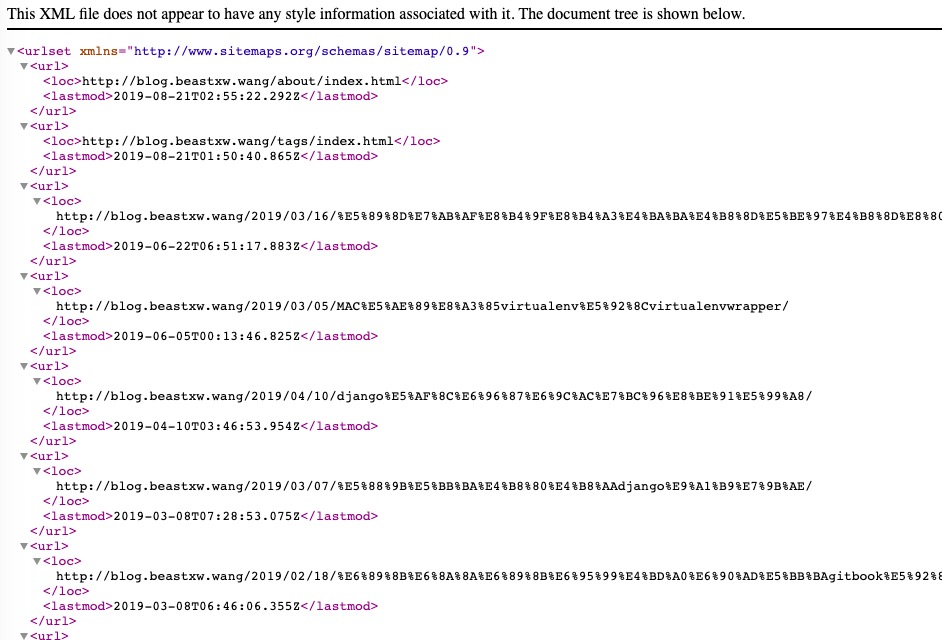 This XML file does not appear to have any style information associated with it. The document tree is shown below.
▼<urlset xmlns="http://www.sitemaps.org/schemas/sitemap/0.9">
▼<url>
<loc>http://blog.beastxw.wang/about/index.html</loc>
<lastmod>2019-08-21T02:55:22.292Z</lastmod>
</url>
▼<url>
<loc>http://blog.beastxw.wang/tags/index.html</loc>
<lastmod>2019-08-21T01:50:40.865Z</lastmod>
</url>
▼<url>
▼<loc>
http://blog.beastxw.wang/2019/03/16/%E5%89%8D%E7%AB%AF%E8%B4%9F%E8%B4%A3%E4%BA%BA%E4%B8%8D%E5%BE%97%E4%B8%8D%E8%80
</loc>
<lastmod>2019-06-22T06:51:17.883Z</lastmod>
</url>
▼<url>
▼<loc>
http://blog.beastxw.wang/2019/03/05/MAC%E5%AE%89%E8%A3%85virtualenv%E5%92%8Cvirtualenvwrapper/
</loc>
<lastmod>2019-06-05T00:13:46.825Z</lastmod>
</url>
▼<url>
▼<loc>
http://blog.beastxw.wang/2019/04/10/django%E5%AF%8C%E6%96%87%E6%9C%AC%E7%BC%96%E8%BE%91%E5%99%A8/
</loc>
<lastmod>2019-04-10T03:46:53.954Z</lastmod>
</url>
▼<url>
▼<loc>
http://blog.beastxw.wang/2019/03/07/%E5%88%9B%E5%BB%BA%E4%B8%80%E4%B8%AAdjango%E9%A1%B9%E7%9B%AE/
</loc>
<lastmod>2019-03-08T07:28:53.075Z</lastmod>
</url>
▼<url>
▼<loc>
http://blog.beastxw.wang/2019/02/18/%E6%89%8B%E6%8A%8A%E6%89%8B%E6%95%99%E4%BD%A0%E6%90%AD%E5%BB%BAgitbook%E5%92%8
</loc>
<lastmod>2019-03-08T06:46:06.355Z</lastmod>
</url>
▼<url>